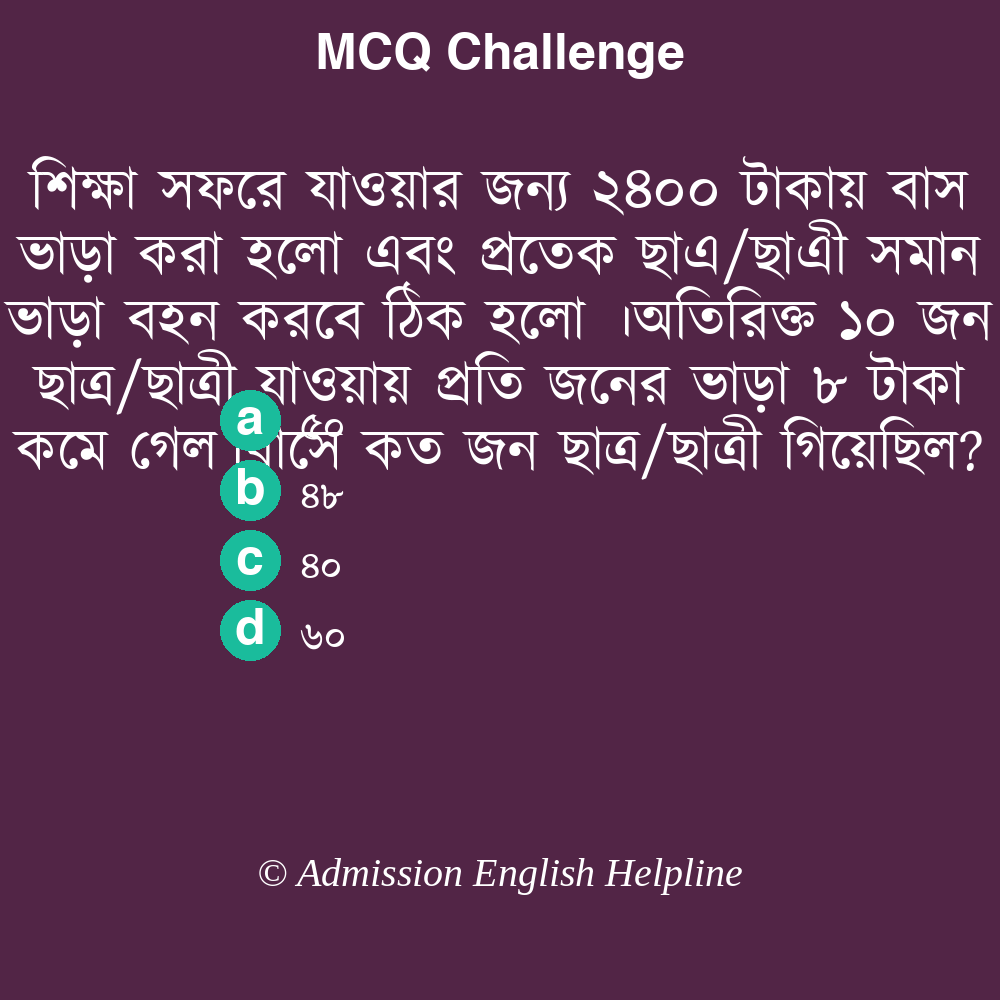 MCQ Challenge
শিক্ষা সফরে যাওয়ার জন্য ২৪০০ টাকায় বাস
ভাড়া করা হলো এবং প্রতেক ছাএ/ছাএী সমান
ভাড়া বহন করবে ঠিক হলো ।অতিরিক্ত ১০ জন
ছাত্র/ছাত্রী যাওয়ায় প্রতি জনের ভাড়া ৮ টাকা
কমে গেল ।বাসে কত জন ছাত্র/ছাত্রী গিয়েছিল?
a ৫০
b ৪৮
c ৪০
d ৬০
© Admission English Helpline